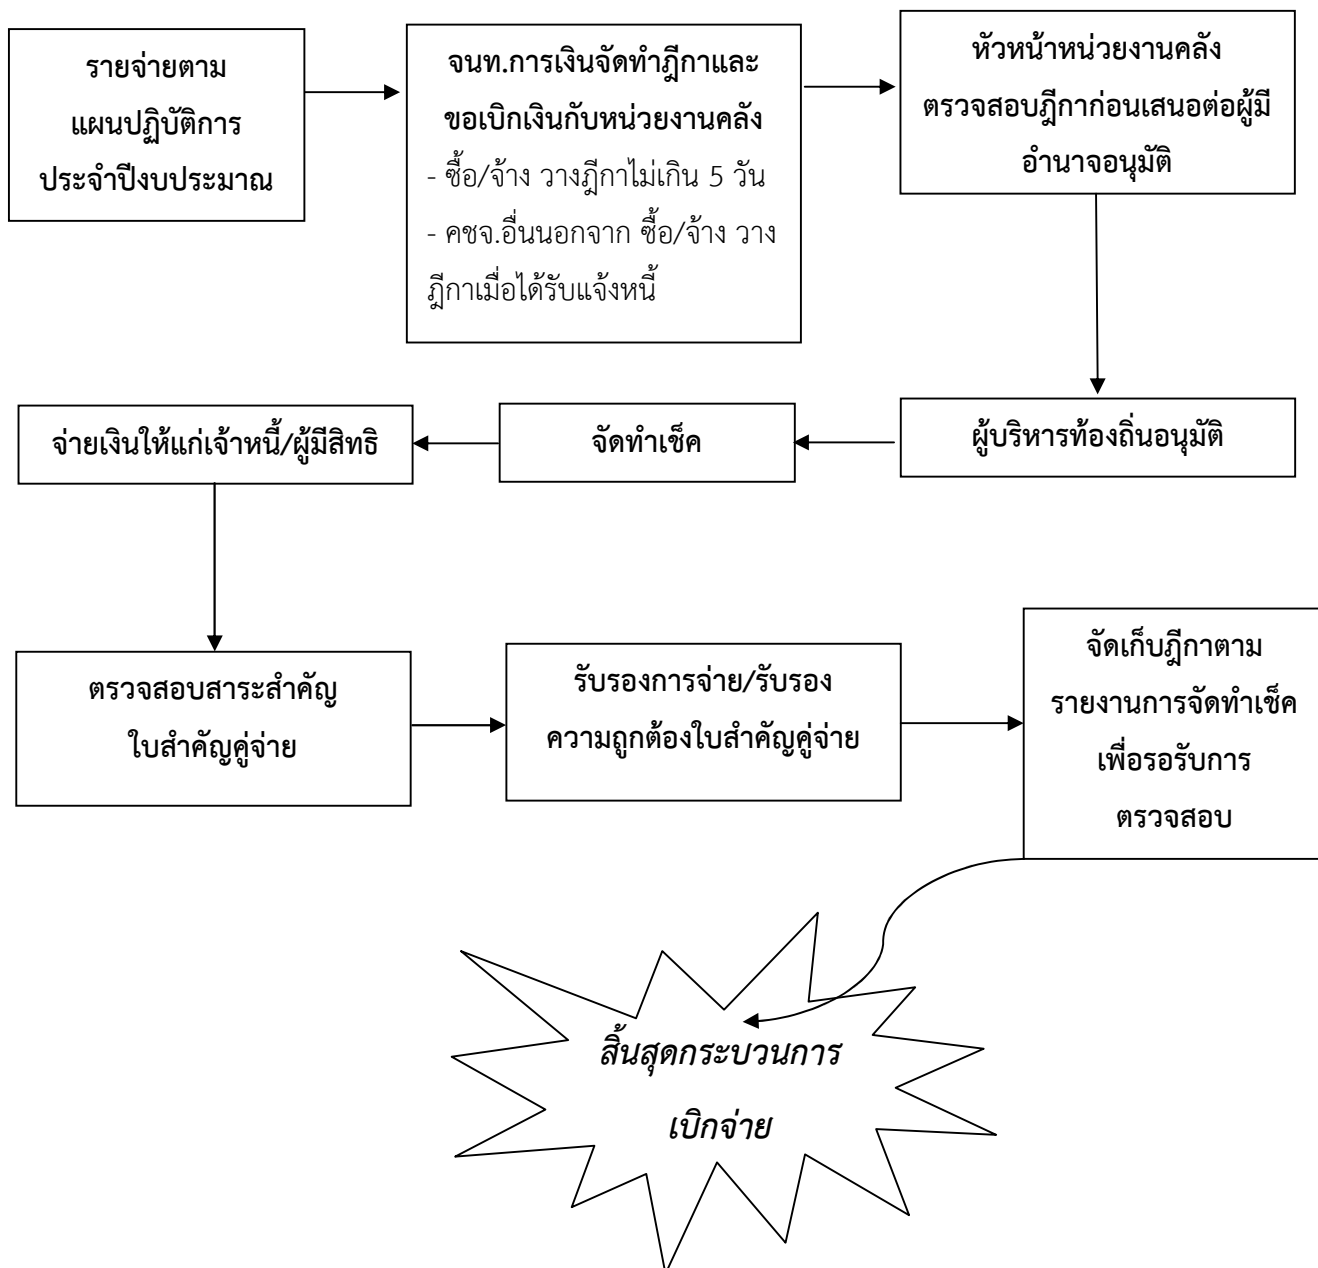 รายจ่ายตาม
แผนปฏิบัติการ
ประจำปีงบประมาณ
จนท.การเงินจัดทำฎีกาและ
ขอเบิกเงินกับหน่วยงานคลัง
- ซื้อ/จ้าง วางฎีกาไม่เกิน 5 วัน
- คชจ.อื่นนอกจาก ซื้อ/จ้าง วาง
ฎีกาเมื่อได้รับแจ้งหนี้
หัวหน้าหน่วยงานคลัง
ตรวจสอบฎีกาก่อนเสนอต่อผู้มี
อำนาจอนุมัติ
ผู้บริหารท้องถิ่นอนุมัติ
จัดทำเช็ค
จ่ายเงินให้แก่เจ้าหนี้/ผู้มีสิทธิ
ตรวจสอบสาระสำคัญ
ใบสำคัญคู่จ่าย
รับรองการจ่าย/รับรอง
ความถูกต้องใบสำคัญคู่จ่าย
จัดเก็บฎีกาตาม
รายงานการจัดทำเช็ค
เพื่อรอรับการ
ตรวจสอบ
สิ้นสุดกระบวนการ
เบิกจ่าย